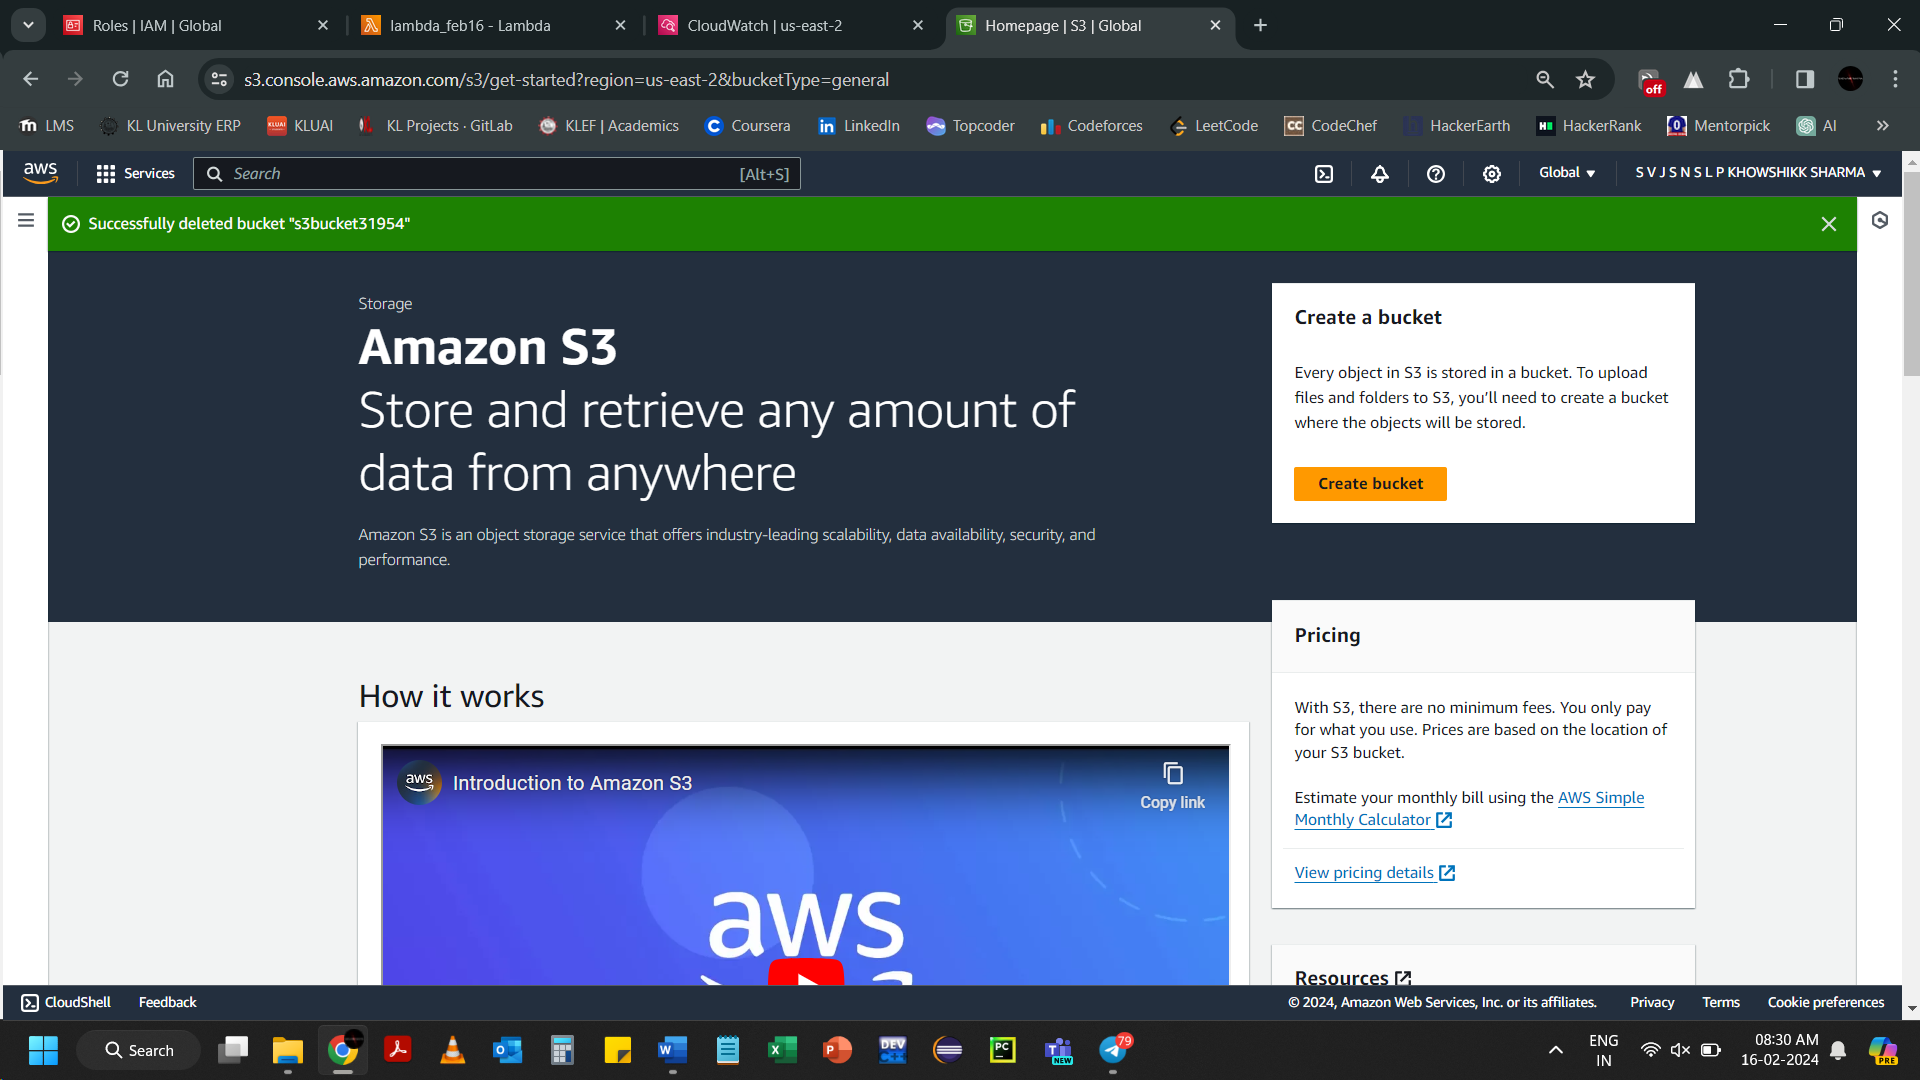 Roles | IAM | Global
lambda_feb16 - Lambda
CloudWatch | us-east-2
Homepage | S3 | Global
s3.console.aws.amazon.com/s3/get-started?region=us-east-2&bucketType=general
off
LMS
KL University ERP
KLUAI
KL Projects · GitLab
KLEF | Academics
Coursera
LinkedIn
Topcoder
Codeforces
LeetCode
CodeChef
HackerEarth
HackerRank
Mentorpick
AI
aws
Services
Search
[Alt+S]
Global
S V J S N S L P KHOWSHIKK SHARMA
Successfully deleted bucket "s3bucket31954"
Storage
Amazon S3
Store and retrieve any amount of
data from anywhere
Amazon S3 is an object storage service that offers industry-leading scalability, data availability, security, and
performance.
Create a bucket
Every object in S3 is stored in a bucket. To upload
files and folders to S3, you'll need to create a bucket
where the objects will be stored.
Create bucket
Pricing
With S3, there are no minimum fees. You only pay
for what you use. Prices are based on the location of
your S3 bucket.
Estimate your monthly bill using the AWS Simple
Monthly Calculator
View pricing details
Resources
How it works
aws
Introduction to Amazon S3
Copy link
aws
CloudShell
Feedback
© 2024, Amazon Web Services, Inc. or its affiliates.
Privacy
Terms
Cookie preferences
Search
DEV
PC
NEW
79
ENG
IN
08:30 AM
16-02-2024
PRE